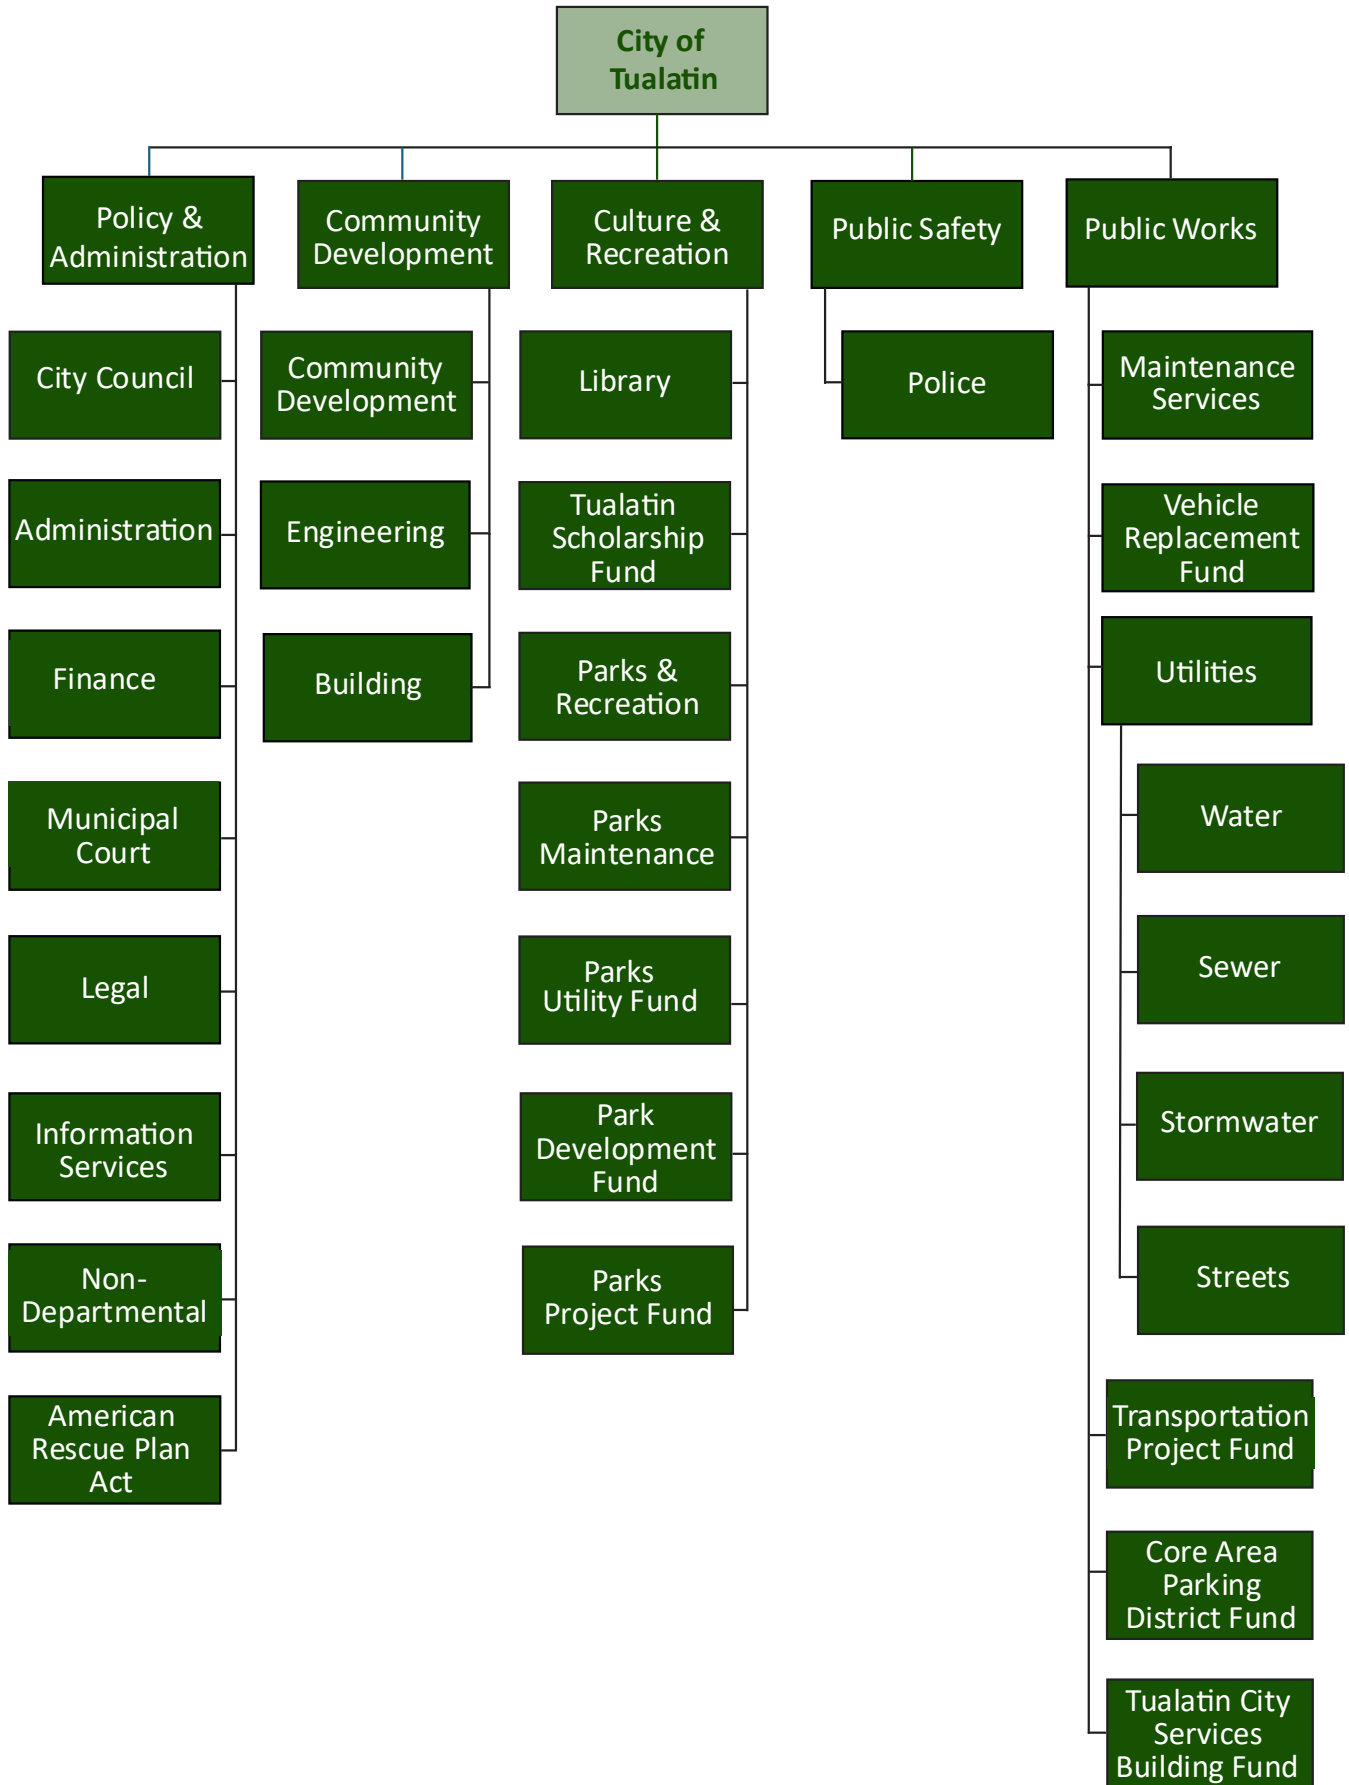 City of
Tualatin
Policy &
Administration
Community
Development
Culture &
Recreation
Public Safety
Public Works
City Council
Administration
Finance
Municipal
Court
Legal
Information
Services
Non-
Departmental
American
Rescue Plan
Act
Community
Development
Engineering
Building
Library
Tualatin
Scholarship
Fund
Parks &
Recreation
Parks
Maintenance
Parks
Utility Fund
Park
Development
Fund
Parks
Project Fund
Police
Maintenance
Services
Vehicle
Replacement
Fund
Utilities
Water
Sewer
Stormwater
Streets
Transportation
Project Fund
Core Area
Parking
District Fund
Tualatin City
Services
Building Fund